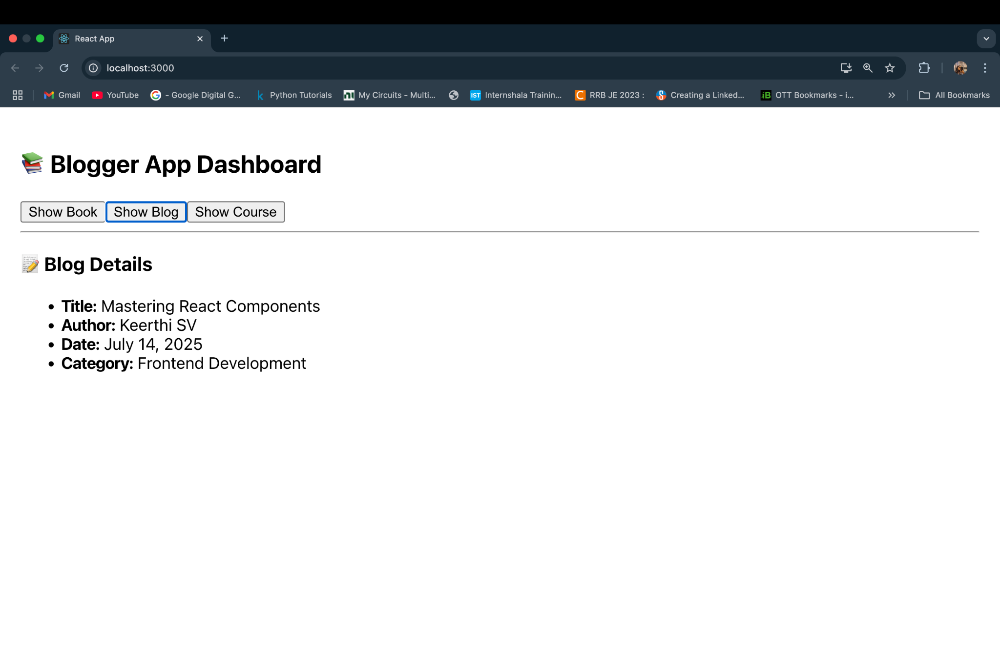 React App
localhost:3000
Gmail YouTube - Google Digital G... Python Tutorials My Circuits - Multi... IST Internshala Trainin... RRB JE 2023 : Creating a Linked... iB OTT Bookmarks - i... All Bookmarks
Blogger App Dashboard
Show Book Show Blog Show Course
Blog Details
• Title: Mastering React Components
• Author: Keerthi SV
• Date: July 14, 2025
• Category: Frontend Development